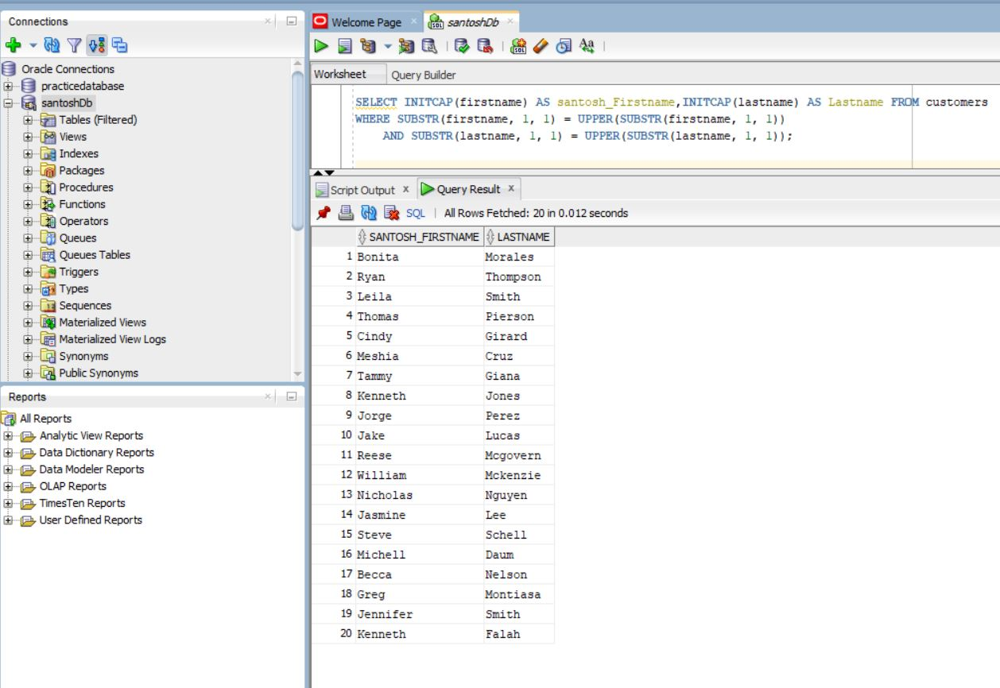 Connections
Oracle Connections
practicedatabase
santoshDb
Tables (Filtered)
Views
Indexes
Packages
Procedures
Functions
Operators
Queues
Queues Tables
Triggers
Types
Sequences
Materialized Views
Materialized View Logs
Synonyms
Public Synonyms
Reports
All Reports
Analytic View Reports
Data Dictionary Reports
Data Modeler Reports
OLAP Reports
TimesTen Reports
User Defined Reports
Welcome Page santoshDb
Worksheet Query Builder
SELECT INITCAP(firstname) AS santosh_Firstname,INITCAP(lastname) AS Lastname FROM customers
WHERE SUBSTR(firstname, 1, 1) = UPPER(SUBSTR(firstname, 1, 1))
AND SUBSTR(lastname, 1, 1) = UPPER(SUBSTR(lastname, 1, 1));
Script Output x Query Result x
SQL | All Rows Fetched: 20 in 0.012 seconds
SANTOSH_FIRSTNAME LASTNAME
1 Bonita Morales
2 Ryan Thompson
3 Leila Smith
4 Thomas Pierson
5 Cindy Girard
6 Meshia Cruz
7 Tammy Giana
8 Kenneth Jones
9 Jorge Perez
10 Jake Lucas
11 Reese Mcgovern
12 William Mckenzie
13 Nicholas Nguyen
14 Jasmine Lee
15 Steve Schell
16 Michell Daum
17 Becca Nelson
18 Greg Montiasa
19 Jennifer Smith
20 Kenneth Falah